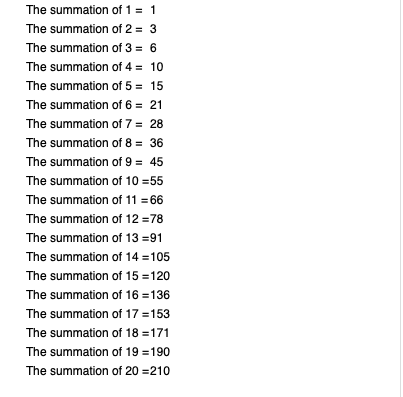 The summation of 1 = 1
The summation of 2 = 3
The summation of 3 = 6
The summation of 4 = 10
The summation of 5 = 15
The summation of 6 = 21
The summation of 7 = 28
The summation of 8 = 36
The summation of 9 = 45
The summation of 10 =55
The summation of 11 =66
The summation of 12 =78
The summation of 13 =91
The summation of 14 =105
The summation of 15 =120
The summation of 16 =136
The summation of 17 =153
The summation of 18 =171
The summation of 19 =190
The summation of 20 =210